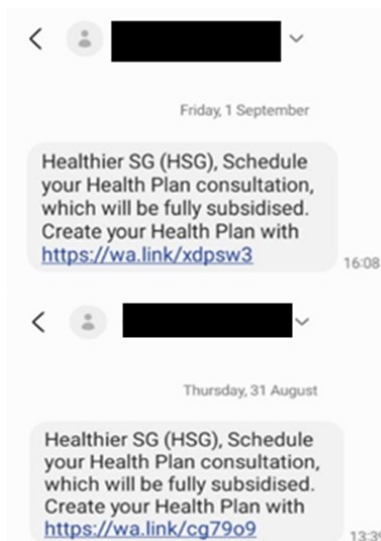 Friday, 1 September
Healthier SG (HSG), Schedule
your Health Plan consultation,
which will be fully subsidised.
Create your Health Plan with
https://wa.link/xdpsw3
16:08
Thursday, 31 August
Healthier SG (HSG), Schedule
your Health Plan consultation,
which will be fully subsidised.
Create your Health Plan with
https://wa.link/cg79o9
13:39